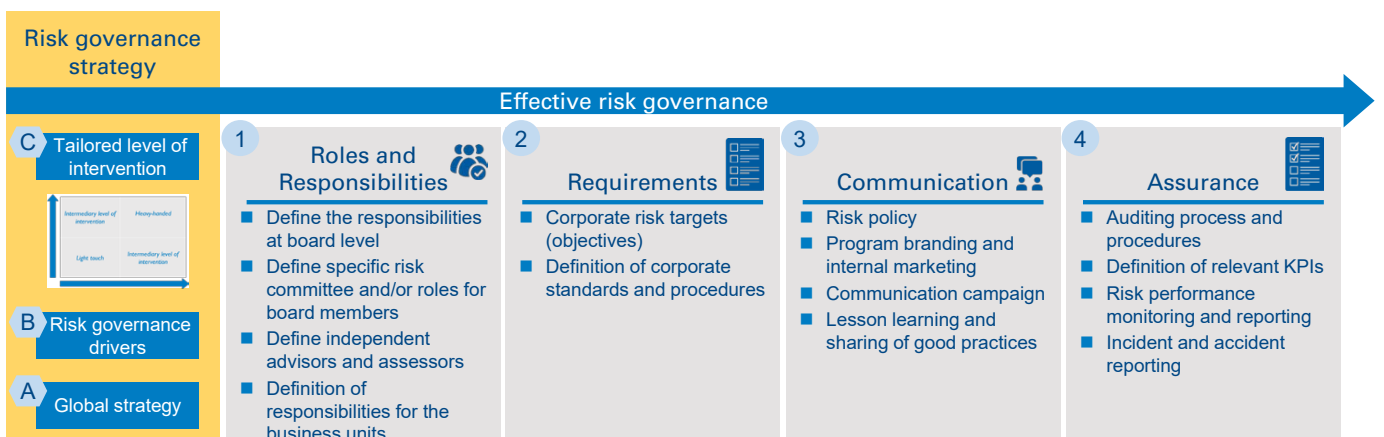 Risk governance
strategy
Effective risk governance
C
Tailored level of
intervention
Intermediary level of
intervention
Heavy-handed
Light touch
Intermediary level of
intervention
B
Risk governance
drivers
A
Global strategy
1
Roles and
Responsibilities
■ Define the responsibilities
at board level
■ Define specific risk
committee and/or roles for
board members
■ Define independent
advisors and assessors
■ Definition of
responsibilities for the
business units
2
Requirements
■ Corporate risk targets
(objectives)
■ Definition of corporate
standards and procedures
3
Communication
■ Risk policy
■ Program branding and
internal marketing
■ Communication campaign
■ Lesson learning and
sharing of good practices
4
Assurance
■ Auditing process and
procedures
■ Definition of relevant KPIs
■ Risk performance
monitoring and reporting
■ Incident and accident
reporting